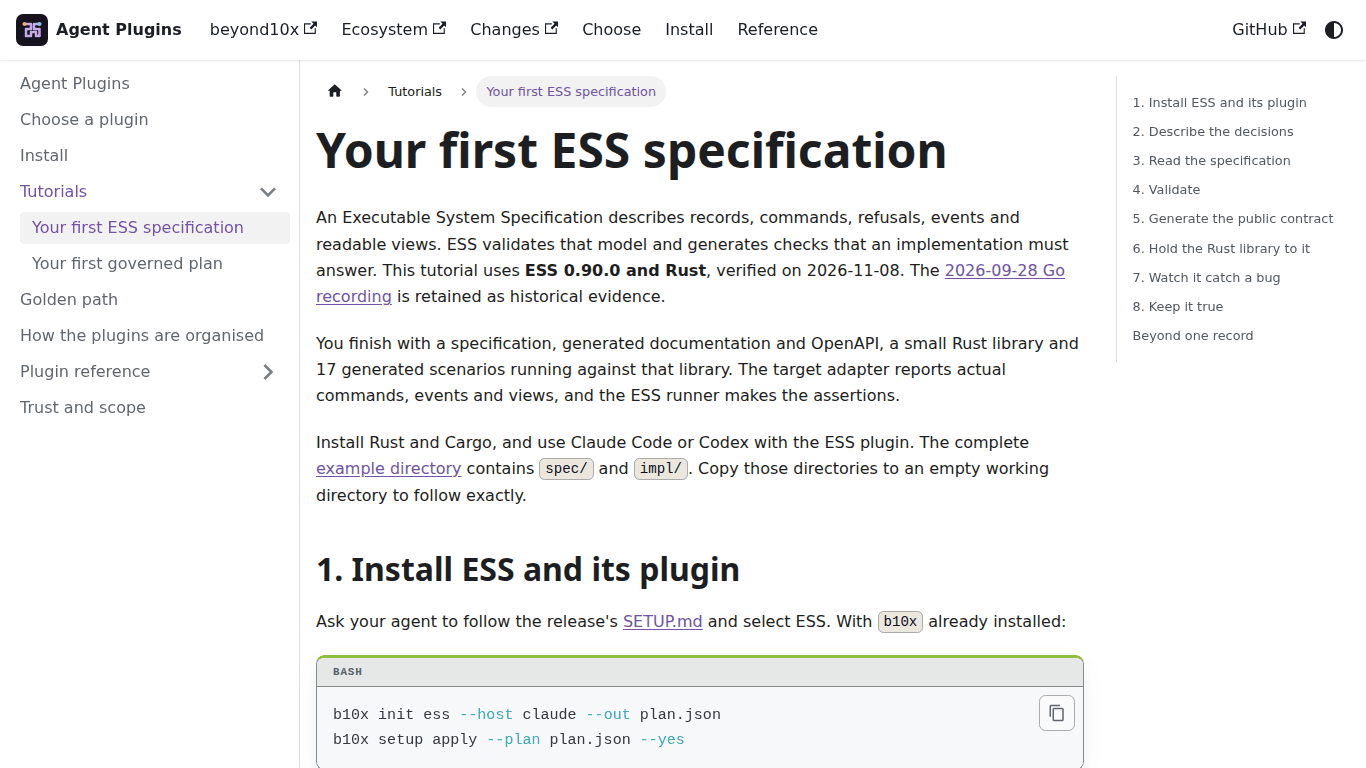 Agent Plugins
beyond10x
Ecosystem
Changes
Choose
Install
Reference
GitHub
Agent Plugins
Choose a plugin
Install
Tutorials
Your first ESS specification
Your first governed plan
Golden path
How the plugins are organised
Plugin reference
Trust and scope
Tutorials
Your first ESS specification
Your first ESS specification
An Executable System Specification describes records, commands, refusals, events and
readable views. ESS validates that model and generates checks that an implementation must
answer. This tutorial uses ESS 0.90.0 and Rust, verified on 2026-11-08. The 2026-09-28 Go
recording is retained as historical evidence.
You finish with a specification, generated documentation and OpenAPI, a small Rust library and
17 generated scenarios running against that library. The target adapter reports actual
commands, events and views, and the ESS runner makes the assertions.
Install Rust and Cargo, and use Claude Code or Codex with the ESS plugin. The complete
example directory contains spec/ and impl/. Copy those directories to an empty working
directory to follow exactly.
1. Install ESS and its plugin
Ask your agent to follow the release's SETUP.md and select ESS. With b10x already installed:
BASH
b10x init ess --host claude --out plan.json
b10x setup apply --plan plan.json --yes
1. Install ESS and its plugin
2. Describe the decisions
3. Read the specification
4. Validate
5. Generate the public contract
6. Hold the Rust library to it
7. Watch it catch a bug
8. Keep it true
Beyond one record